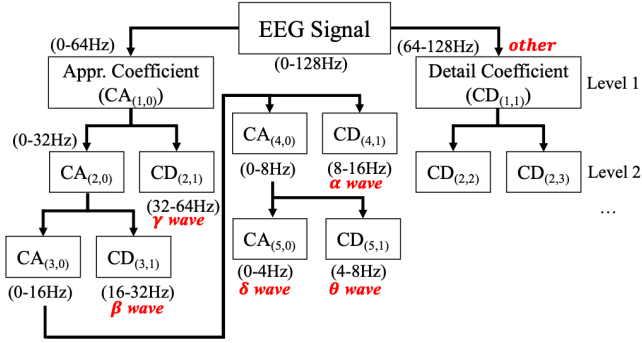 EEG Signal
(0-64Hz)
(0-128Hz)
(64-128Hz)
other
Appr. Coefficient
(CA(1,0))
Detail Coefficient
(CD(1,1))
Level 1
(0-32Hz)
CA(2,0)
CD(2,1)
CA(4,0)
CD(4,1)
CD(2,2)
CD(2,3)
Level 2
(0-8Hz)
(8-16Hz)
α wave
(32-64Hz)
γ wave
...
CA(3,0)
CD(3,1)
CA(5,0)
CD(5,1)
(0-16Hz)
(16-32Hz)
β wave
(0-4Hz)
δ wave
(4-8Hz)
θ wave